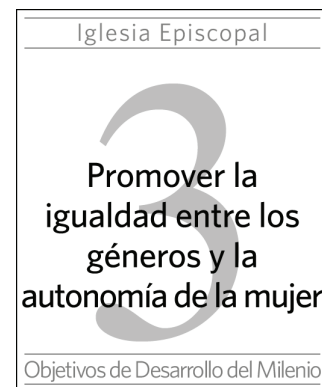 Iglesia Episcopal
3
Promover la
igualdad entre los
géneros y la
autonomía de la mujer
Objetivos de Desarrollo del Milenio